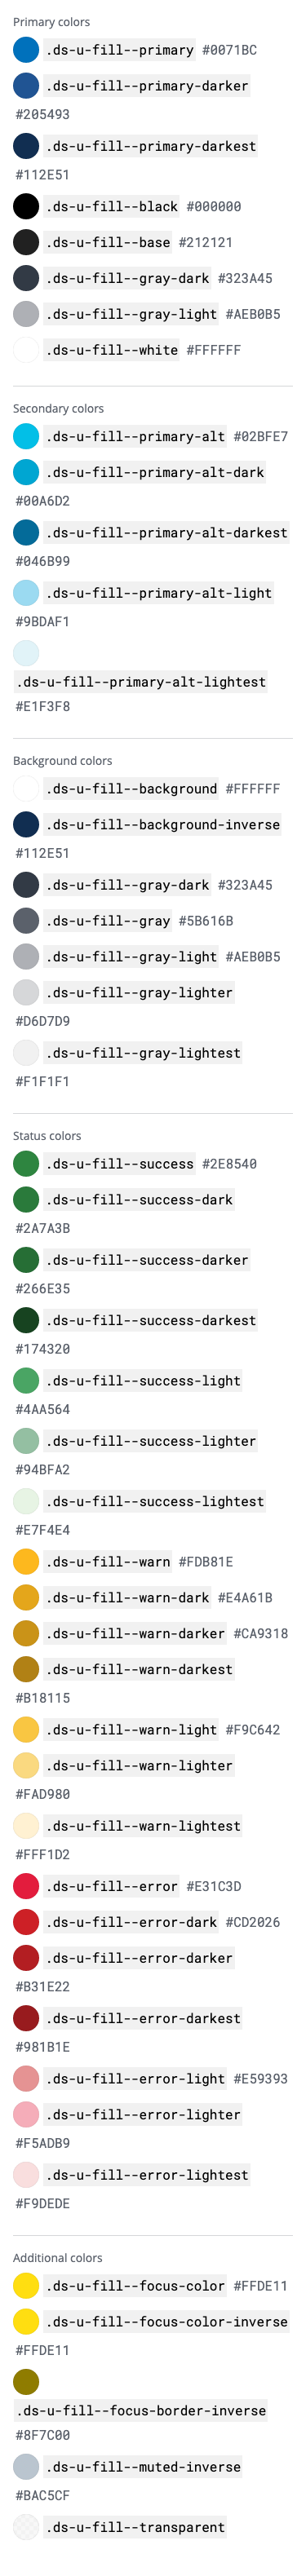 Primary colors
.ds-u-fill--primary #0071BC
.ds-u-fill--primary-darker
#205493
.ds-u-fill--primary-darkest
#112E51
.ds-u-fill--black #000000
.ds-u-fill--base #212121
.ds-u-fill--gray-dark #323A45
.ds-u-fill--gray-light #AEB0B5
.ds-u-fill--white #FFFFFF
Secondary colors
.ds-u-fill--primary-alt #02BFE7
.ds-u-fill--primary-alt-dark
#00A6D2
.ds-u-fill--primary-alt-darkest
#046B99
.ds-u-fill--primary-alt-light
#9BDAF1
.ds-u-fill--primary-alt-lightest
#E1F3F8
Background colors
.ds-u-fill--background #FFFFFF
.ds-u-fill--background-inverse
#112E51
.ds-u-fill--gray-dark #323A45
.ds-u-fill--gray #5B616B
.ds-u-fill--gray-light #AEB0B5
.ds-u-fill--gray-lighter
#D6D7D9
.ds-u-fill--gray-lightest
#F1F1F1
Status colors
.ds-u-fill--success #2E8540
.ds-u-fill--success-dark
#2A7A3B
.ds-u-fill--success-darker
#266E35
.ds-u-fill--success-darkest
#174320
.ds-u-fill--success-light
#4AA564
.ds-u-fill--success-lighter
#94BFA2
.ds-u-fill--success-lightest
#E7F4E4
.ds-u-fill--warn #FDB81E
.ds-u-fill--warn-dark #E4A61B
.ds-u-fill--warn-darker #CA9318
.ds-u-fill--warn-darkest
#B18115
.ds-u-fill--warn-light #F9C642
.ds-u-fill--warn-lighter
#FAD980
.ds-u-fill--warn-lightest
#FFF1D2
.ds-u-fill--error #E31C3D
.ds-u-fill--error-dark #CD2026
.ds-u-fill--error-darker
#B31E22
.ds-u-fill--error-darkest
#981B1E
.ds-u-fill--error-light #E59393
.ds-u-fill--error-lighter
#F5ADB9
.ds-u-fill--error-lightest
#F9DEDE
Additional colors
.ds-u-fill--focus-color #FFDE11
.ds-u-fill--focus-color-inverse
#FFDE11
.ds-u-fill--focus-border-inverse
#8F7C00
.ds-u-fill--muted-inverse
#BAC5CF
.ds-u-fill--transparent